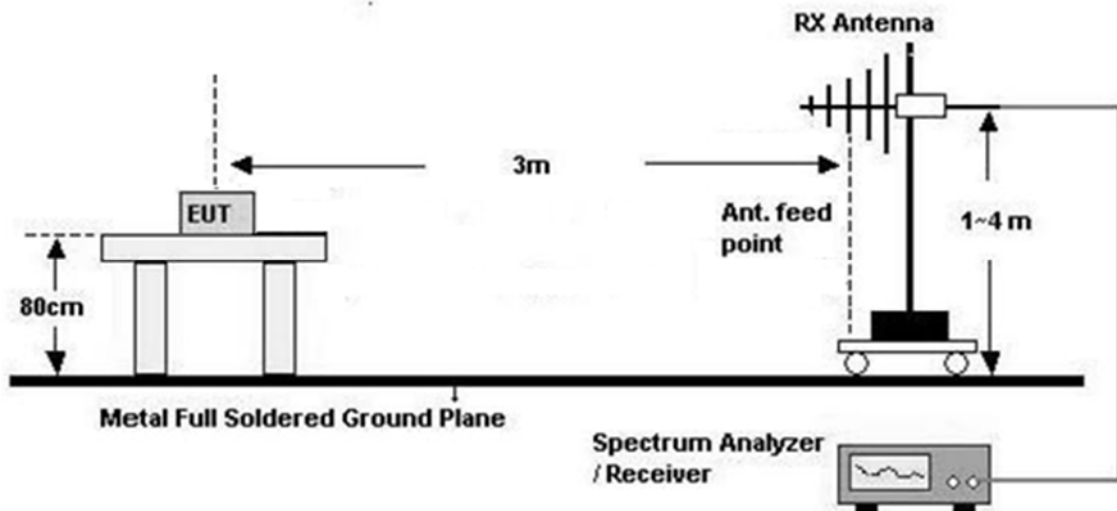 RX Antenna
3m
EUT
Ant. feed
point
1~4 m
80cm
Metal Full Soldered Ground Plane
Spectrum Analyzer
/ Receiver